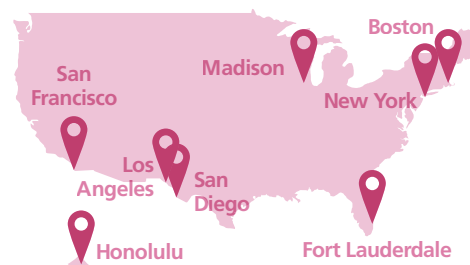 Boston
Madison
San
Francisco
New York
Los
Angeles
San
Diego
Honolulu
Fort Lauderdale